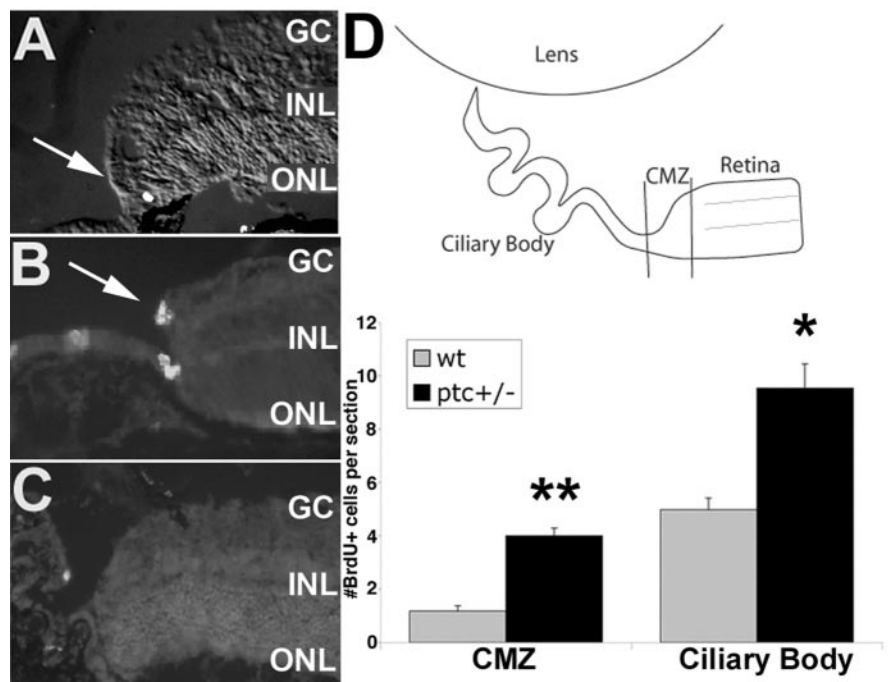 A
GC
INL
ONL
B
GC
INL
ONL
C
GC
INL
ONL
D
Lens
CMZ
Retina
Ciliary Body
12
10
8
6
4
2
0
#BrdU+ cells per section
wt
ptc+/-
**
*
CMZ
Ciliary Body